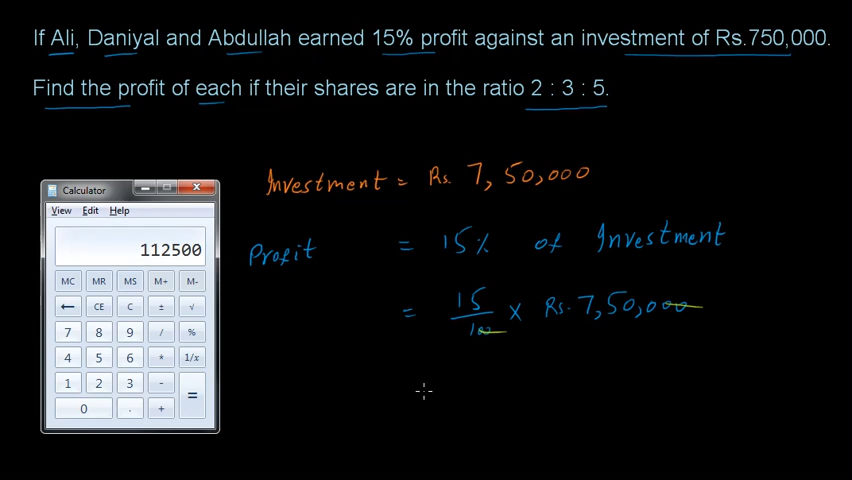 If Ali, Daniyal and Abdullah earned 15% profit against an investment of Rs.750,000.
Find the profit of each if their shares are in the ratio 2 : 3 : 5.
Investment = Rs. 7,50,000
Calculator
View Edit Help
112500
Profit = 15% of Investment
MC MR MS M+ M-
← CE C ± √
= 15/100 × Rs. 7,50,000
7 8 9 / %
4 5 6 * 1/x
1 2 3 - =
0 . +